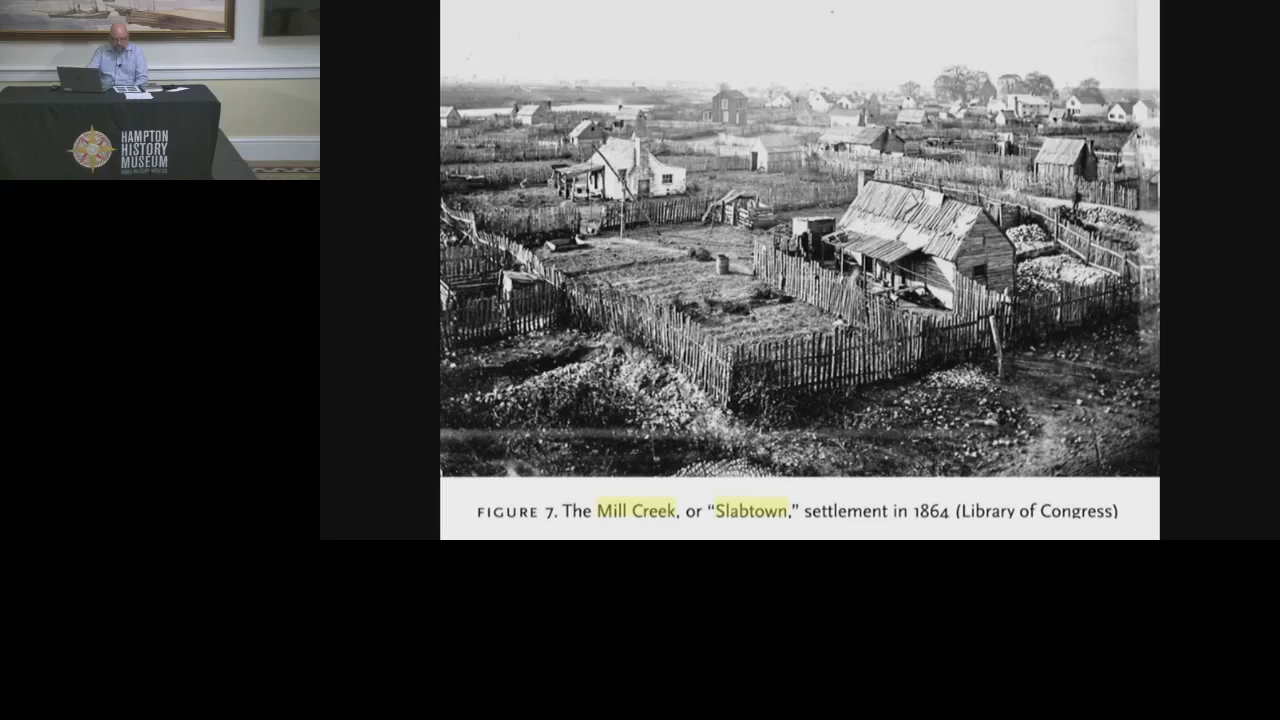 HAMPTON
HISTORY
MUSEUM
FIGURE 7. The Mill Creek, or “Slabtown,” settlement in 1864 (Library of Congress)